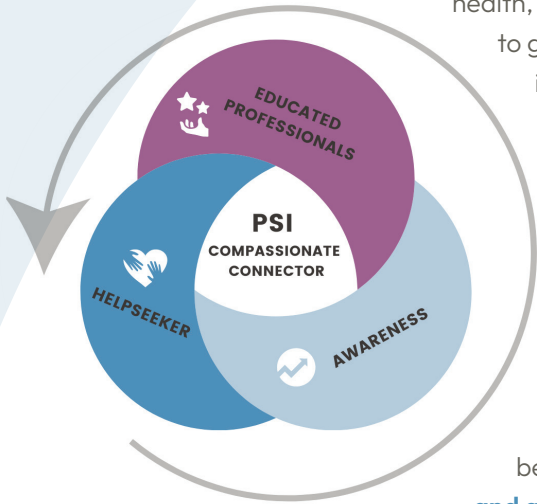 health,
to g
i
EDUCATED
PROFESSIONALS
PSI
COMPASSIONATE
CONNECTOR
HELPSEEKER
AWARENESS
be